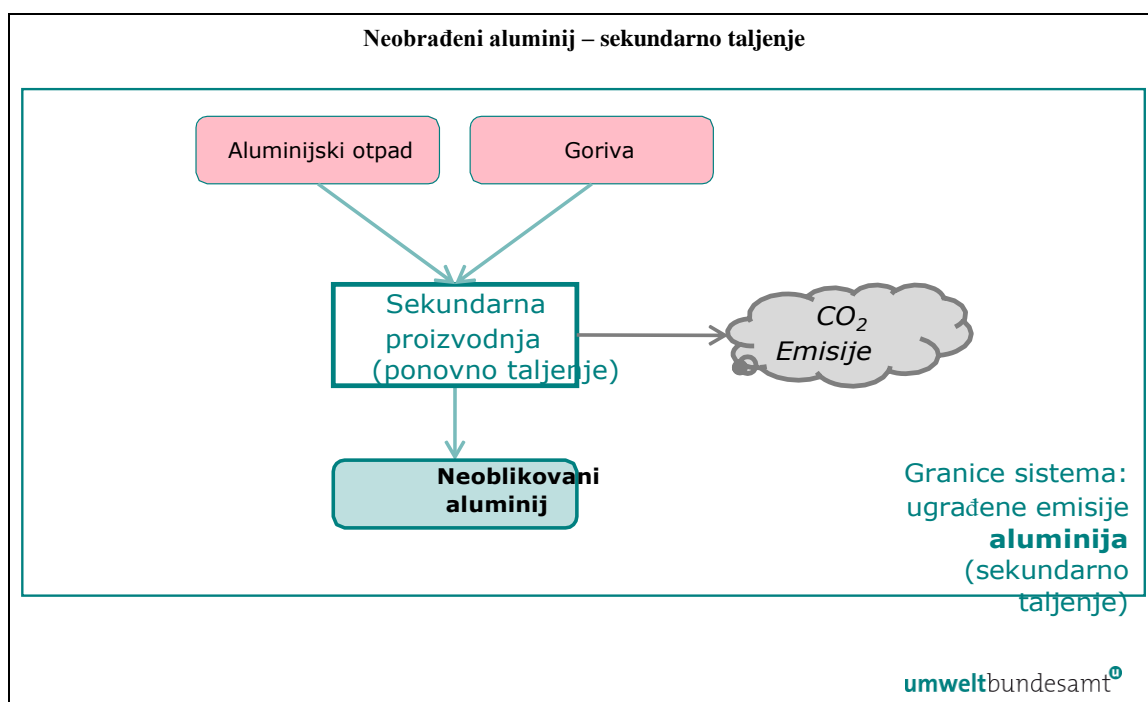 Neobrađeni aluminij – sekundarno taljenje
Aluminijski otpad
Goriva
Sekundarna
proizvodnja
(ponovno taljenje)
CO₂
Emisije
Neoblikovani
aluminij
Granice sistema:
ugrađene emisije
aluminija
(sekundarno
taljenje)
umweltbundesamt